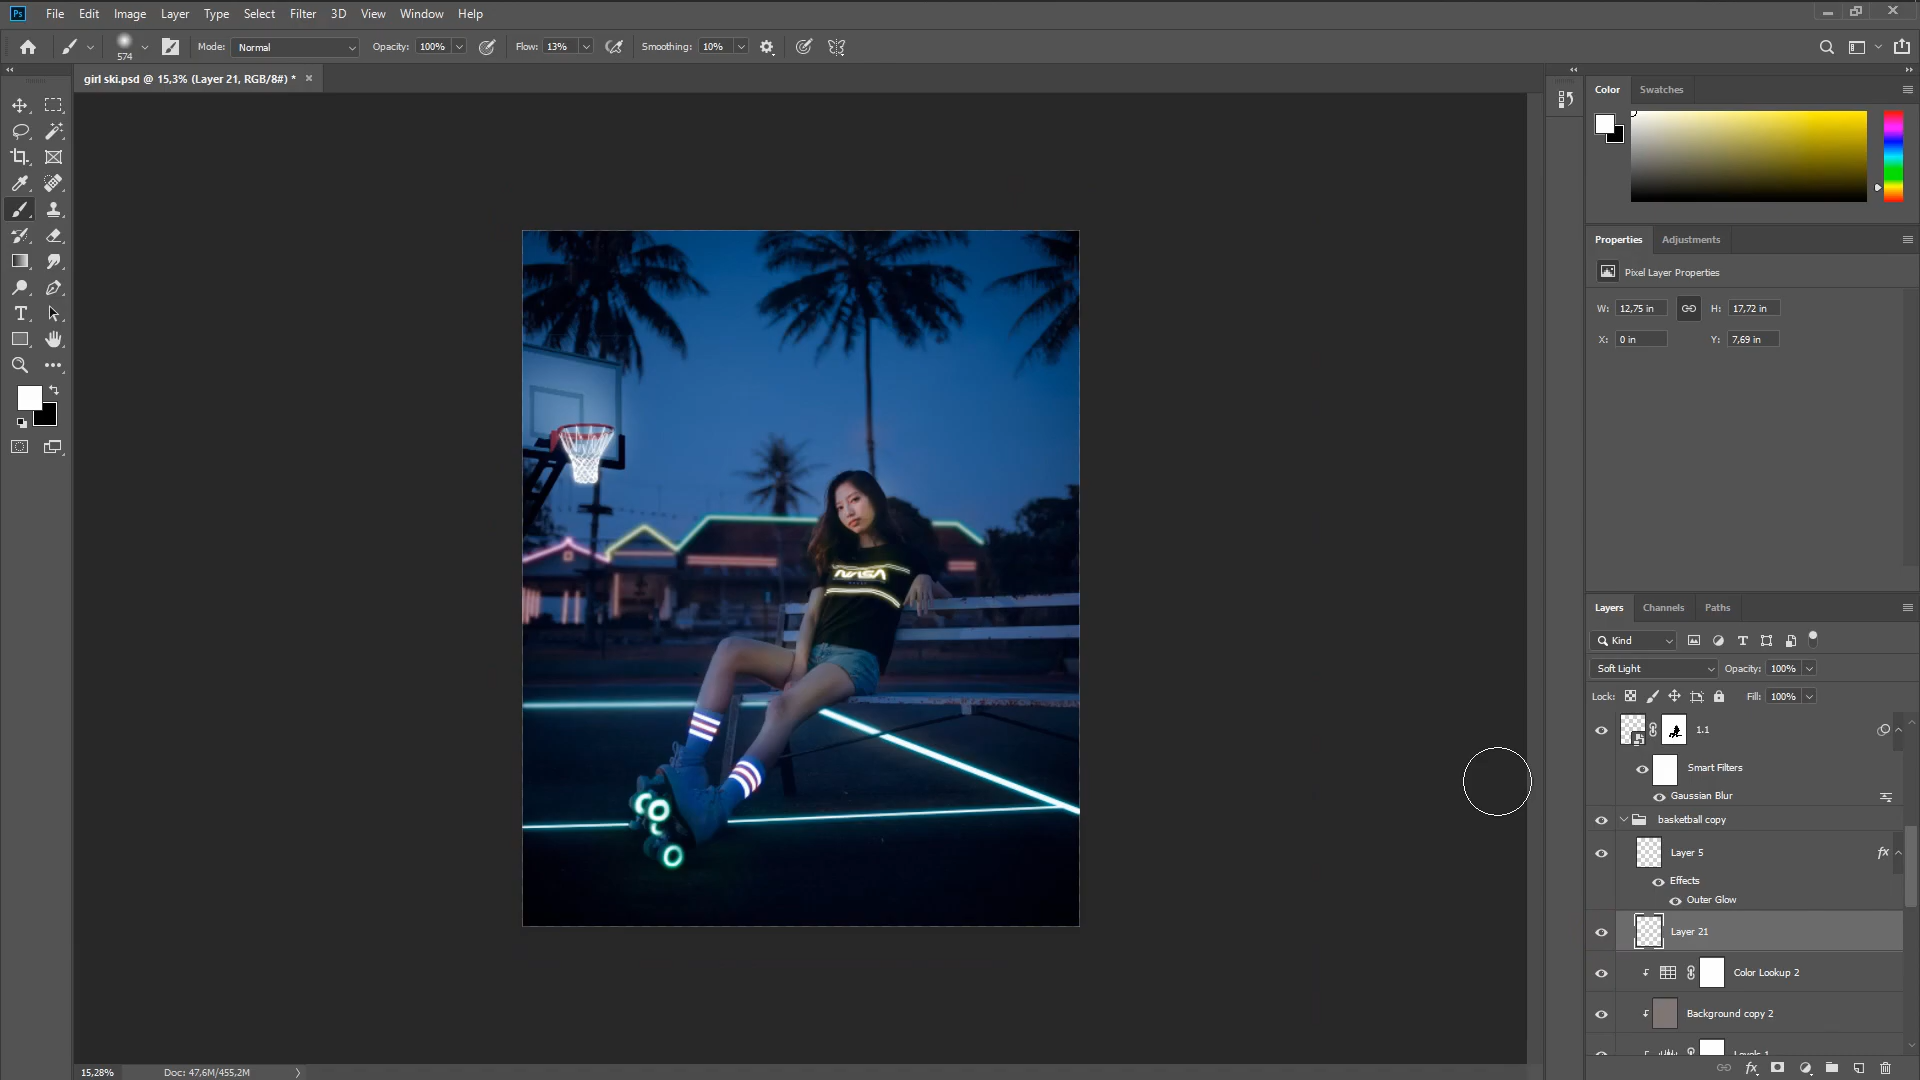 Ps File Edit Image Layer Type Select Filter 3D View Window Help
574 Mode: Normal Opacity: 100% Flow: 13% Smoothing: 10%
girl ski.psd @ 15,3% (Layer 21, RGB/8#) * ×
Color Swatches
Properties Adjustments
Pixel Layer Properties
W: 12,75 in H: 17,72 in
X: 0 in Y: 7,69 in
NASA
Layers Channels Paths
Kind
Soft Light Opacity: 100%
Lock: Fill: 100%
1.1
Smart Filters
Gaussian Blur
basketball copy
Layer 5 fx
Effects
Outer Glow
Layer 21
Color Lookup 2
Background copy 2
Levels 1
15,28% Doc: 47,6M/455,2M
fx